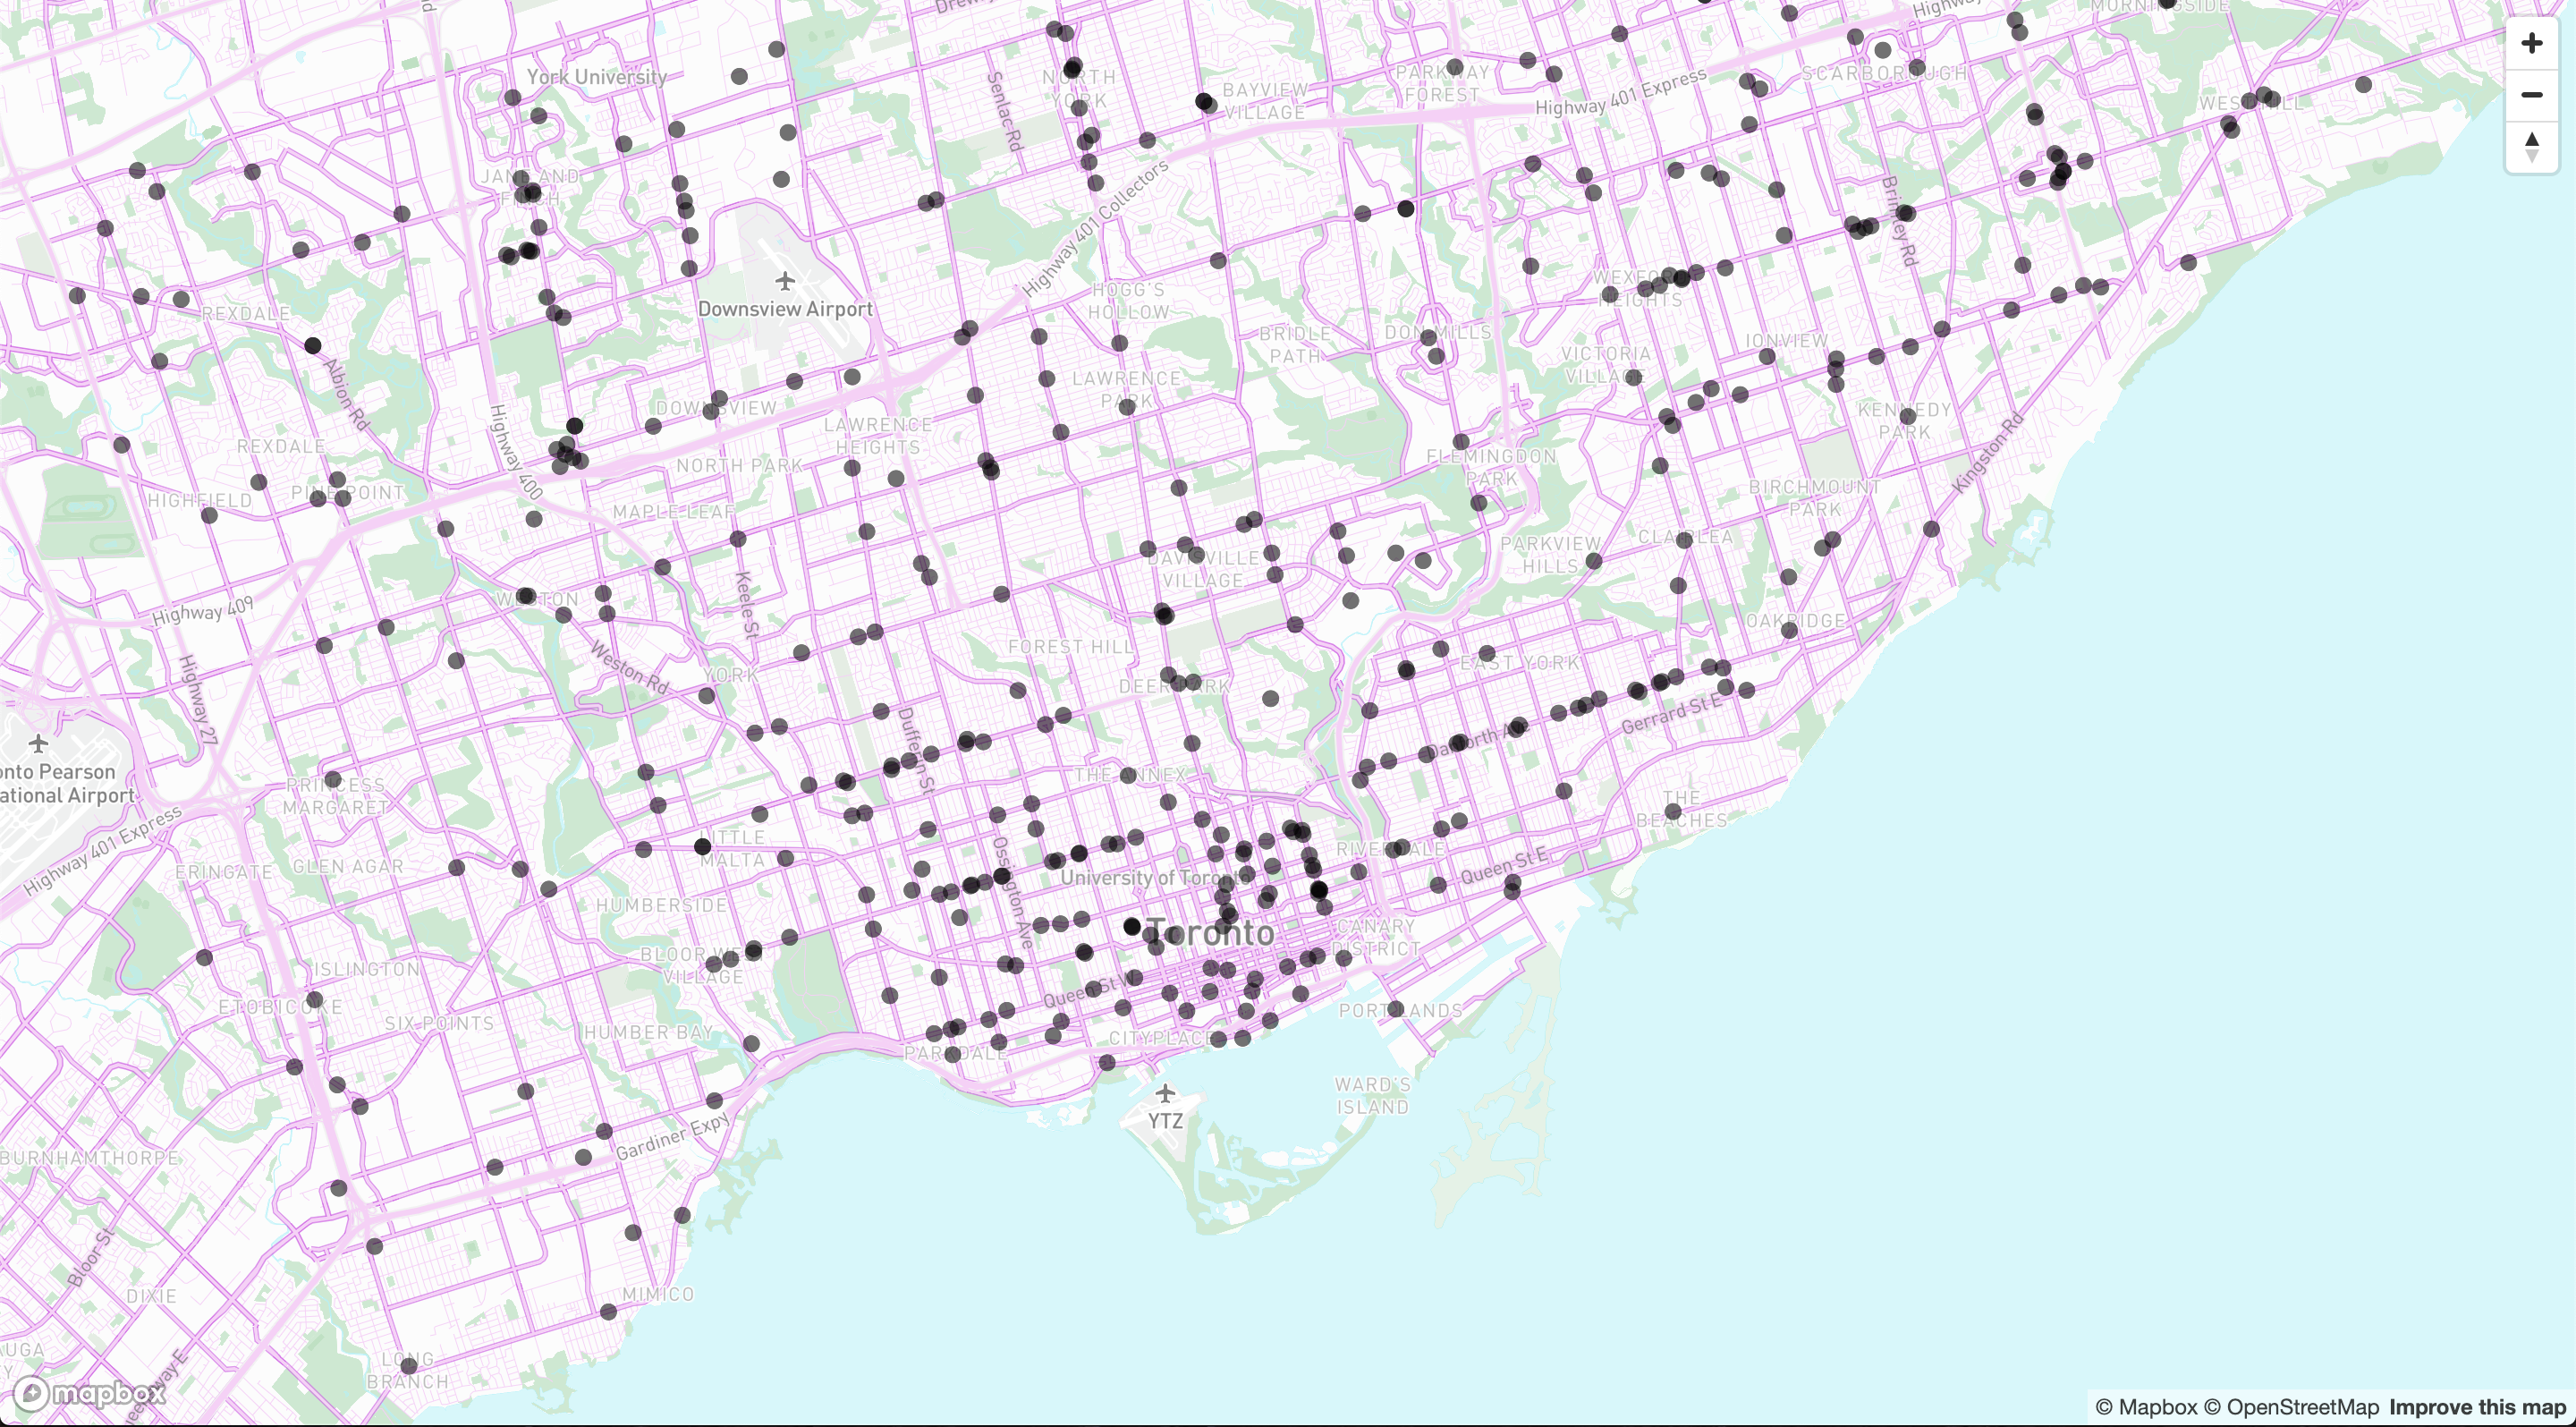 Drewry
Highway
MORNINGSIDE
York University
Senlac Rd
NORTH
YORK
BAYVIEW
VILLAGE
PARKWAY
FOREST
Highway 401 Express
SCARBOROUGH
WEST HILL
JANE AND
FINCH
Highway 401 Collectors
Brimley Rd
Downsview Airport
REXDALE
HOGG'S
HOLLOW
WEXFORD
HEIGHTS
BRIDLE
PATH
DON MILLS
IONVIEW
VICTORIA
VILLAGE
Albion Rd
LAWRENCE
PARK
DOWNSVIEW
LAWRENCE
HEIGHTS
KENNEDY
PARK
Highway 400
REXDALE
NORTH PARK
FLEMINGDON
PARK
Kingston Rd
HIGHFIELD
PINE POINT
MAPLE LEAF
BIRCHMOUNT
PARK
CLAIRLEA
PARKVIEW
HILLS
DAVISVILLE
VILLAGE
Highway 409
WESTON
Keele St
OAKRIDGE
FOREST HILL
Weston Rd
YORK
EAST YORK
DEER PARK
Highway 27
Dufferin St
Gerrard St E
Danforth Ave
onto Pearson
national Airport
PRINCESS
MARGARET
THE ANNEX
THE
BEACHES
Highway 401 Express
LITTLE
MALTA
RIVERDALE
Queen St E
ERINGATE
GLEN AGAR
Ossington Ave
University of Toronto
HUMBERSIDE
Toronto
CANARY
DISTRICT
BLOOR WEST
VILLAGE
ISLINGTON
Queen St W
ETOBICOKE
SIX POINTS
HUMBER BAY
PORTLANDS
CITYPLACE
PARKDALE
WARD'S
ISLAND
YTZ
Gardiner Expy
BURNHAMTHORPE
Bloor St
DIXIE
MIMICO
LONG
BRANCH
AUGA
Y
Queensway E
mapbox
© Mapbox © OpenStreetMap Improve this map